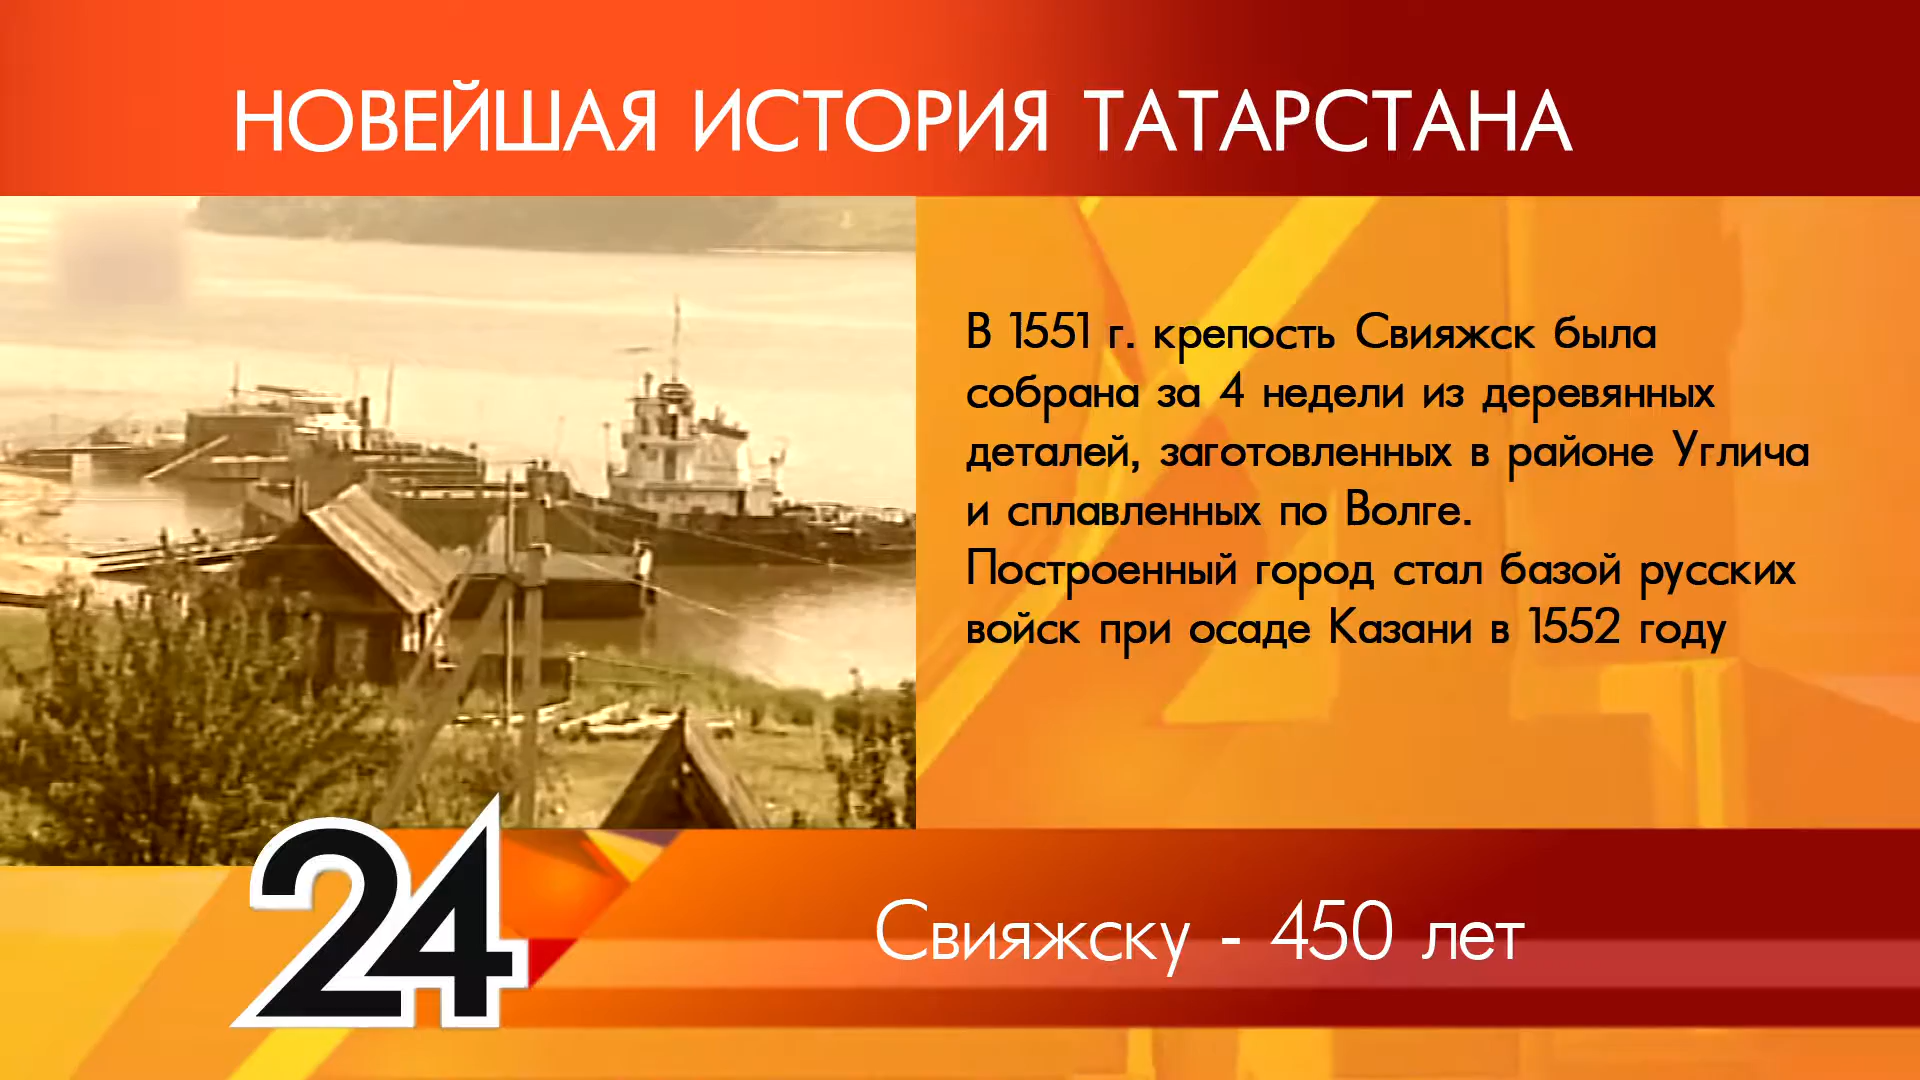 НОВЕЙШАЯ ИСТОРИЯ ТАТАРСТАНА
В 1551 г. крепость Свияжск была
собрана за 4 недели из деревянных
деталей, заготовленных в районе Углича
и сплавленных по Волге.
Построенный город стал базой русских
войск при осаде Казани в 1552 году
24
Свияжску - 450 лет